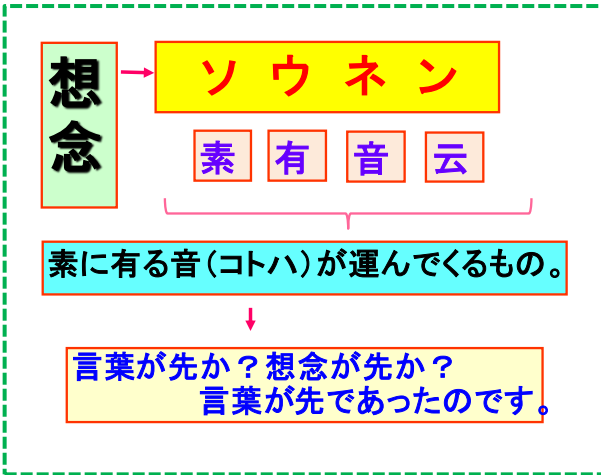 想念
ソウネン
素 有 音 云
素に有る音（コトハ）が運んでくるもの。
言葉が先か？想念が先か？
言葉が先であったのです。